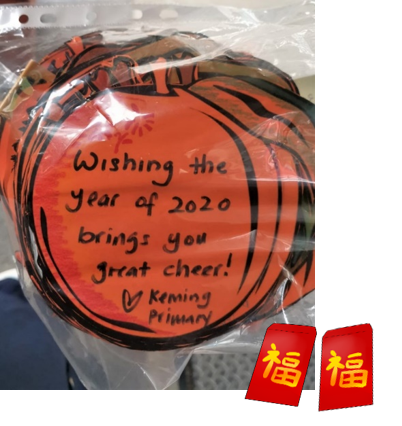 Wishing the
year of 2020
brings you
great cheer!
♡ Keming
Primary
福 福